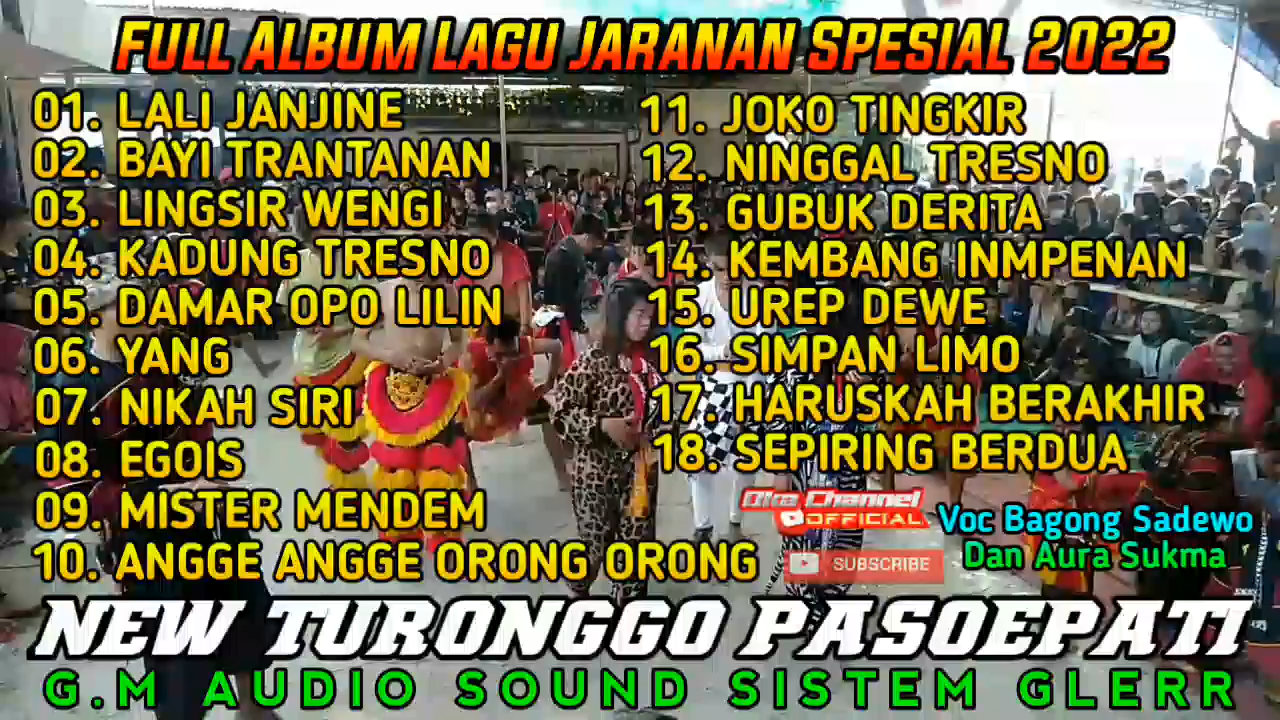 FULL ALBUM LAGU JARANAN SPESIAL 2022
01. LALI JANJINE
02. BAYI TRANTANAN
03. LINGSIR WENGI
04. KADUNG TRESNO
05. DAMAR OPO LILIN
06. YANG
07. NIKAH SIRI
08. EGOIS
09. MISTER MENDEM
10. ANGGE ANGGE ORONG ORONG
11. JOKO TINGKIR
12. NINGGAL TRESNO
13. GUBUK DERITA
14. KEMBANG INMPENAN
15. UREP DEWE
16. SIMPAN LIMO
17. HARUSKAH BERAKHIR
18. SEPIRING BERDUA
Channel
OFFICIAL
SUBSCRIBE
Voc Bagong Sadewo
Dan Aura Sukma
NEW TURONGGO PASOEPATI
G.M AUDIO SOUND SISTEM GLERR